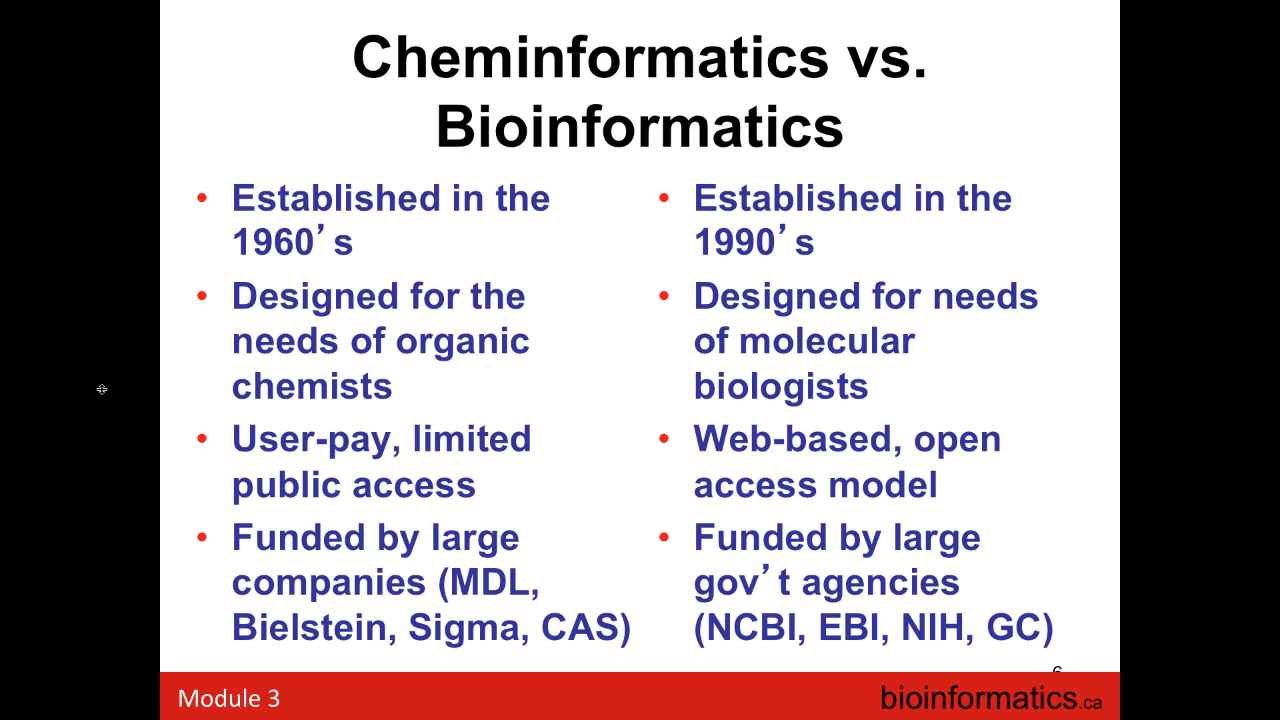 Cheminformatics vs.
Bioinformatics
• Established in the
1960’s
• Designed for the
needs of organic
chemists
• User-pay, limited
public access
• Funded by large
companies (MDL,
Bielstein, Sigma, CAS)
• Established in the
1990’s
• Designed for needs
of molecular
biologists
• Web-based, open
access model
• Funded by large
gov’t agencies
(NCBI, EBI, NIH, GC)
6
Module 3
bioinformatics.ca